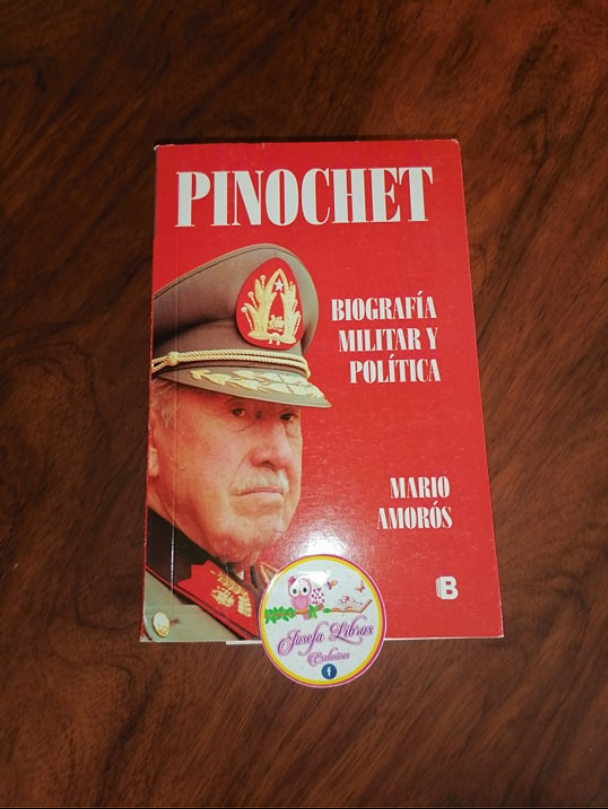 PINOCHET
BIOGRAFÍA
MILITAR Y
POLÍTICA
MARIO
AMORÓS
B
Josefa Libros
f